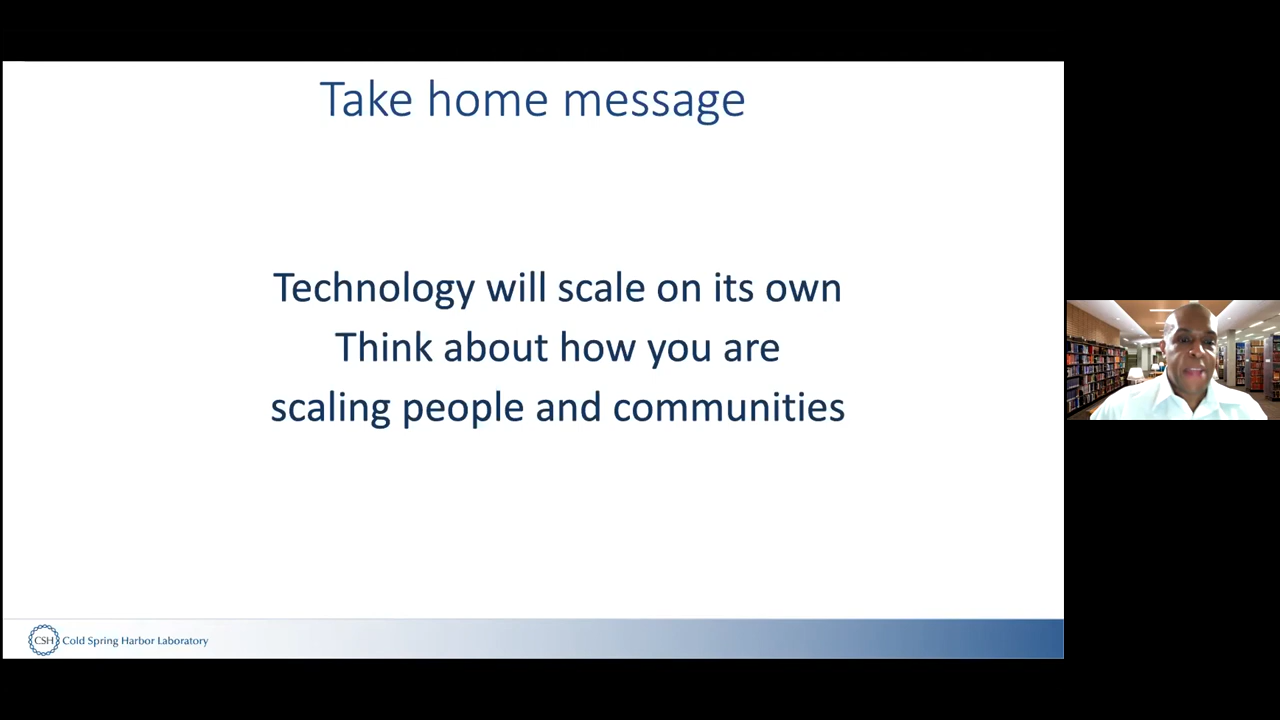 Take home message
Technology will scale on its own
Think about how you are
scaling people and communities
CSH Cold Spring Harbor Laboratory